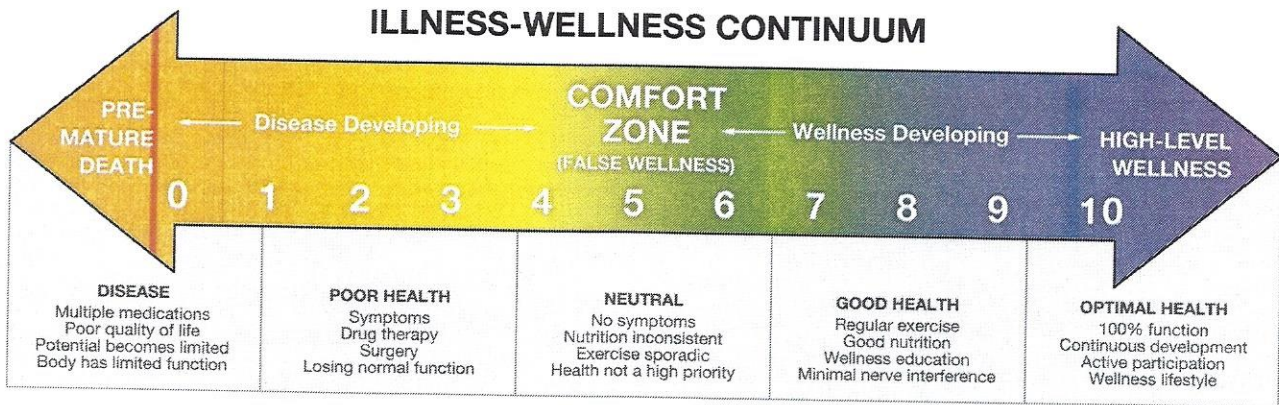 ILLNESS-WELLNESS CONTINUUM
PRE-
MATURE
DEATH
Disease Developing
COMFORT
ZONE
(FALSE WELLNESS)
Wellness Developing
HIGH-LEVEL
WELLNESS
0 1 2 3 4 5 6 7 8 9 10
DISEASE
Multiple medications
Poor quality of life
Potential becomes limited
Body has limited function
POOR HEALTH
Symptoms
Drug therapy
Surgery
Losing normal function
NEUTRAL
No symptoms
Nutrition inconsistent
Exercise sporadic
Health not a high priority
GOOD HEALTH
Regular exercise
Good nutrition
Wellness education
Minimal nerve interference
OPTIMAL HEALTH
100% function
Continuous development
Active participation
Wellness lifestyle